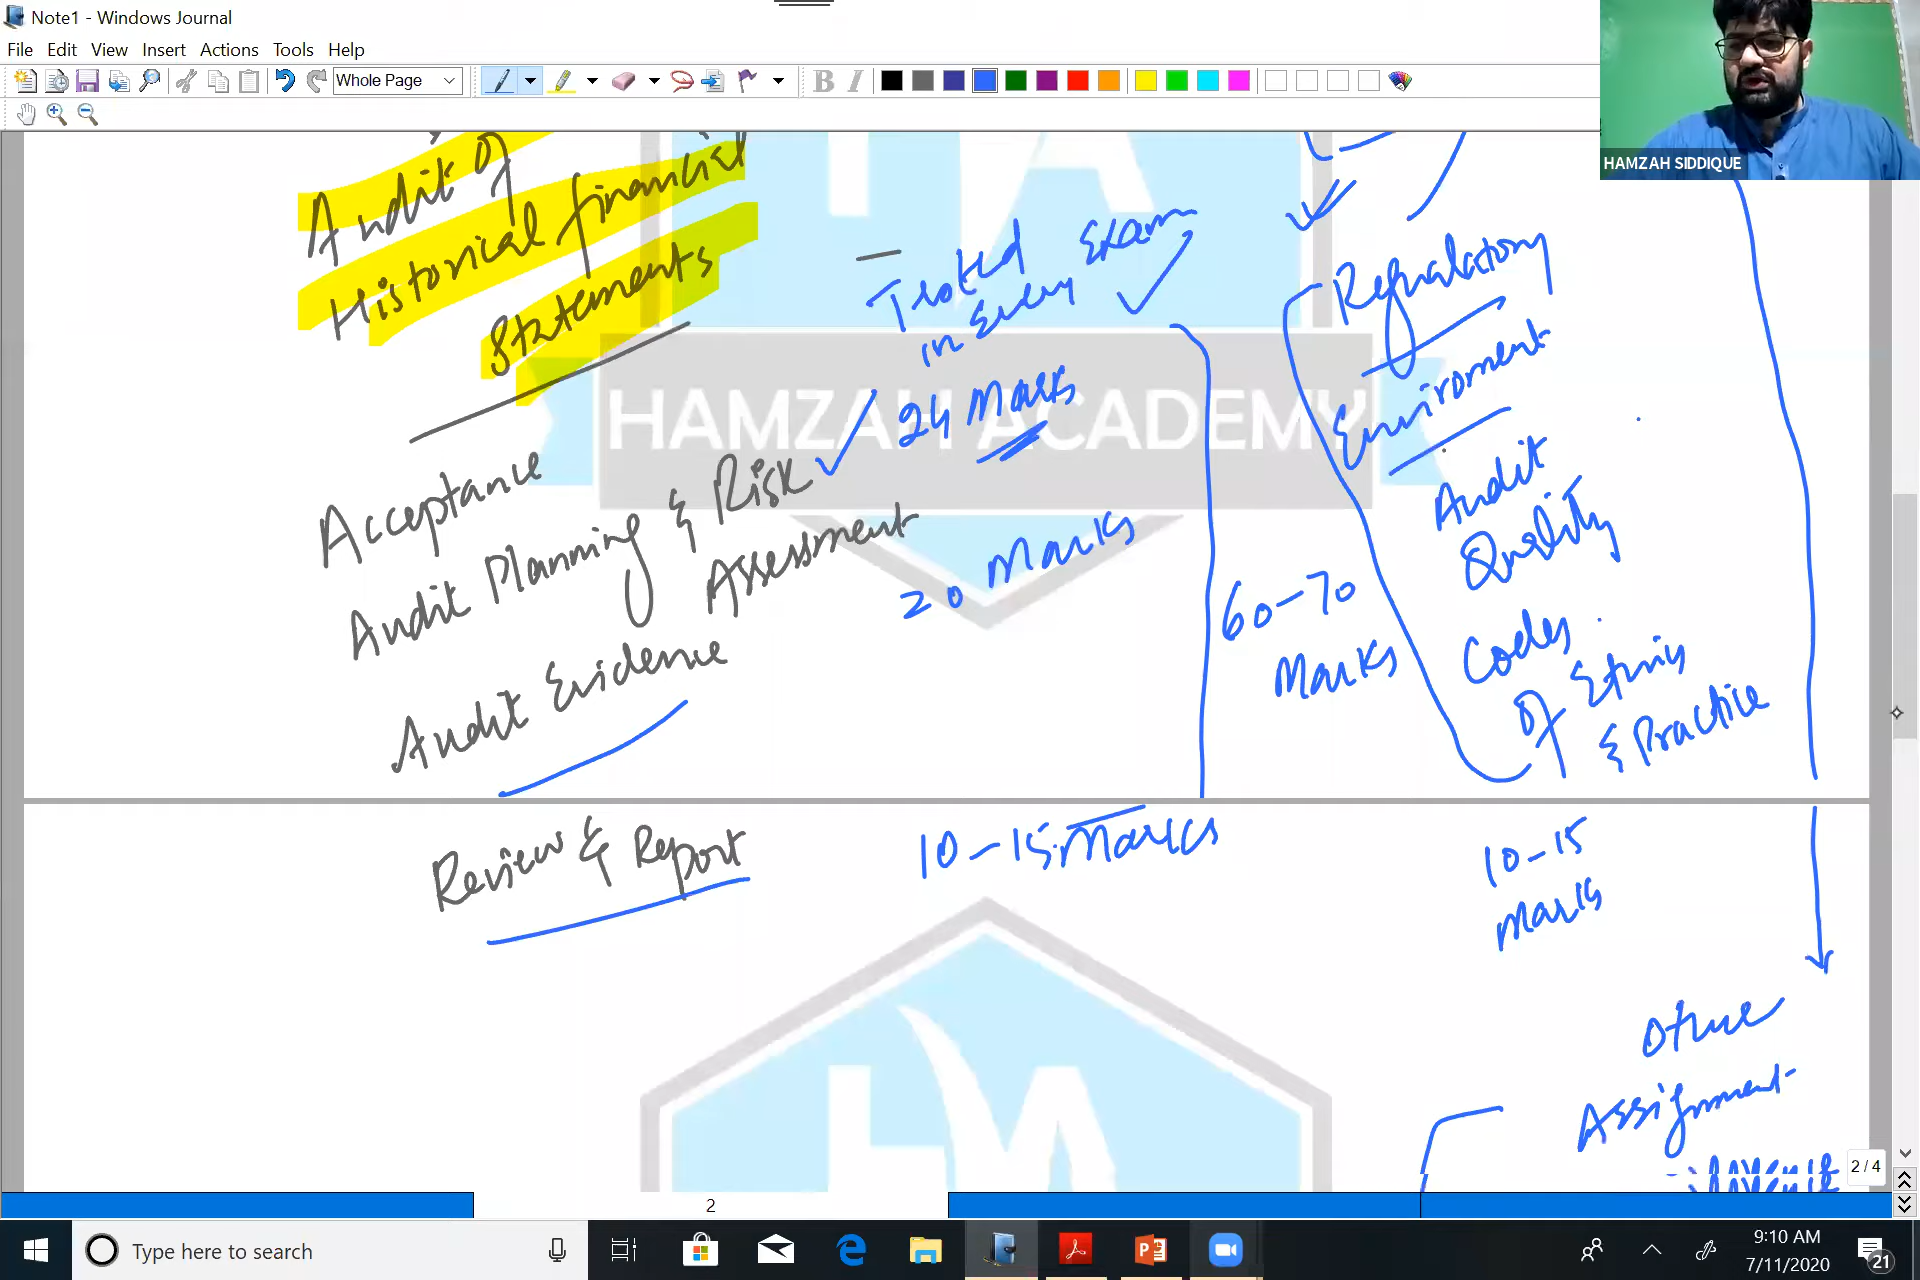 Note1 - Windows Journal
File Edit View Insert Actions Tools Help
Whole Page
B I
HAMZAH SIDDIQUE
Audit of
Historical financial
Statements
Tested
in Every Exam
24 Marks
HAMZAH ACADEMY
Acceptance
Audit Planning & Risk
Assessment
20 Marks
Audit Evidence
60-70
Marks
Regulatory
Enviroment
Audit
Quality
Codes
of Ethics
& Practice
Review & Report
10-15 Marks
10-15
Marks
Assignment
2 / 4
2
Type here to search
9:10 AM
7/11/2020
21